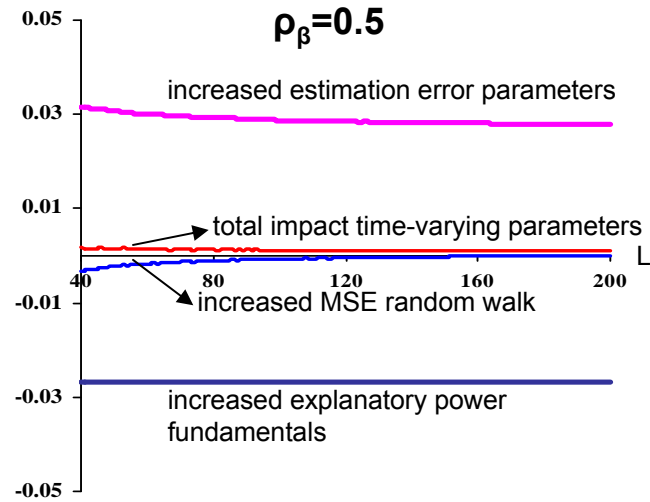 ρβ=0.5
0.05
increased estimation error parameters
0.03
0.01
total impact time-varying parameters
L
40 80 120 160 200
-0.01
increased MSE random walk
-0.03
increased explanatory power
fundamentals
-0.05